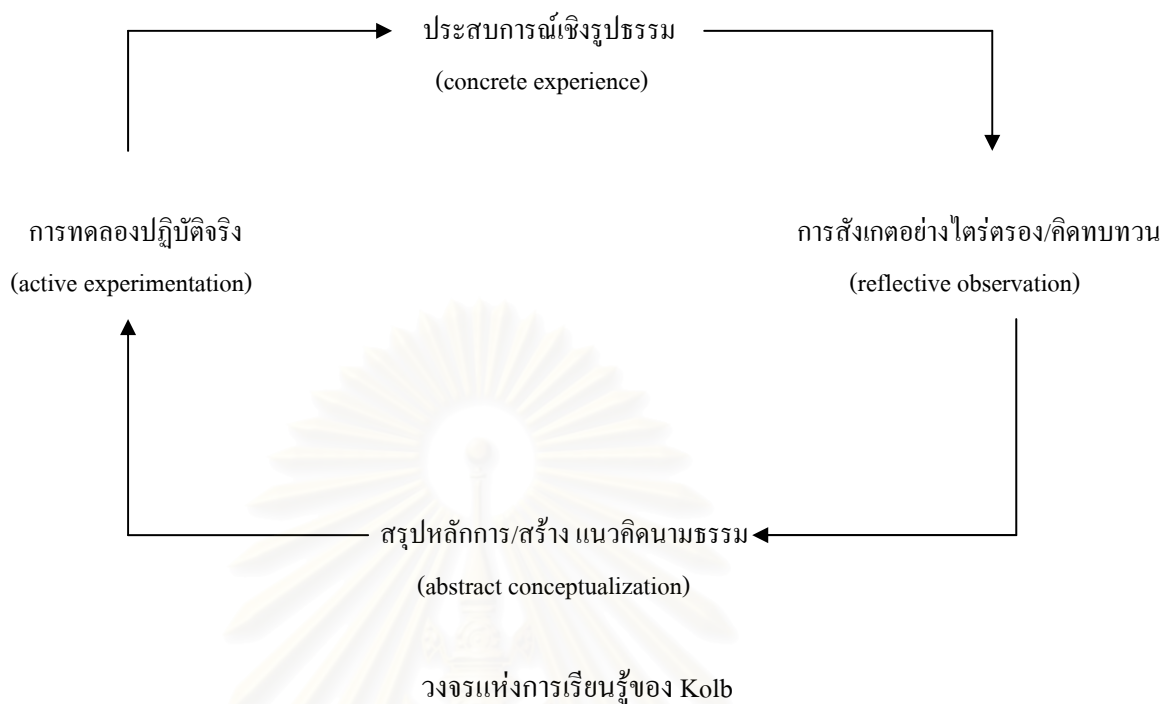 ประสบการณ์เชิงรูปธรรม
(concrete experience)
การทดลองปฏิบัติจริง
(active experimentation)
การสังเกตอย่างไตร่ตรอง/คิดทบทวน
(reflective observation)
สรุปหลักการ/สร้าง แนวคิดนามธรรม
(abstract conceptualization)
วงจรแห่งการเรียนรู้ของ Kolb